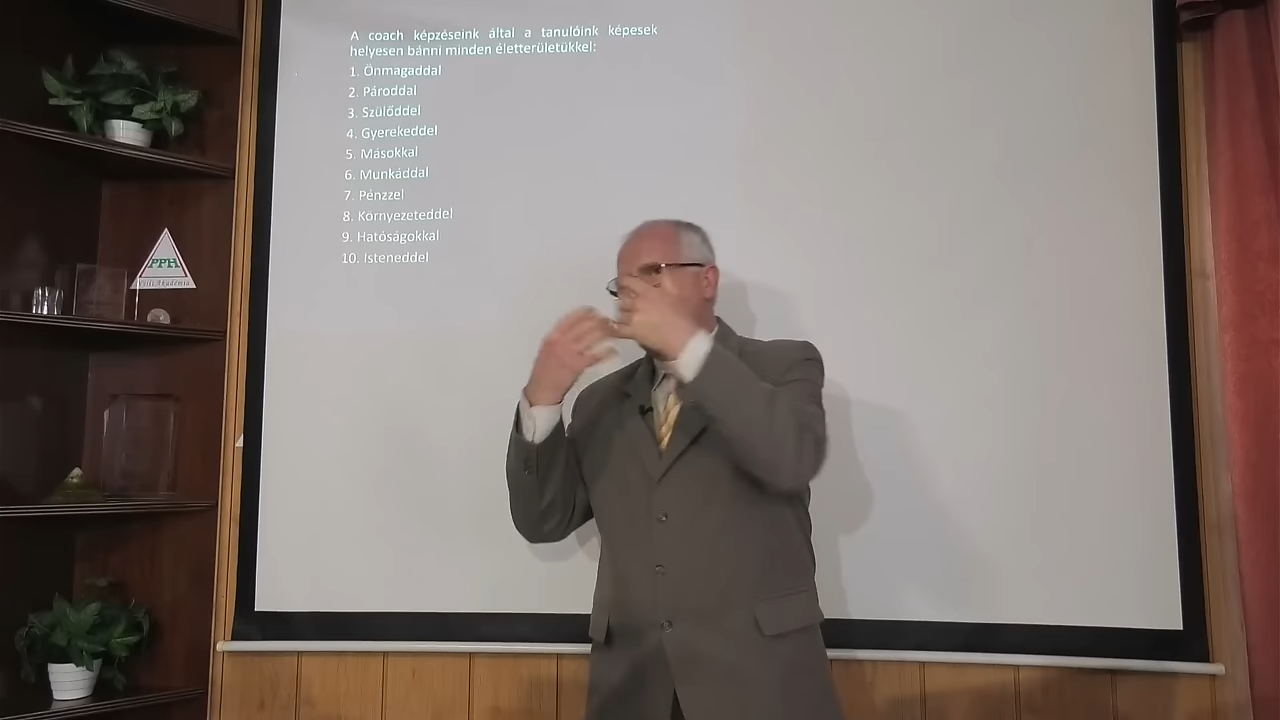 A coach képzéseink által a tanulóink képesek
helyesen bánni minden életterületükkel:
1. Önmagaddal
2. Pároddal
3. Szülőddel
4. Gyerekeddel
5. Másokkal
6. Munkáddal
7. Pénzzel
8. Környezeteddel
9. Hatóságokkal
10. Isteneddel
PPH
Akadémia